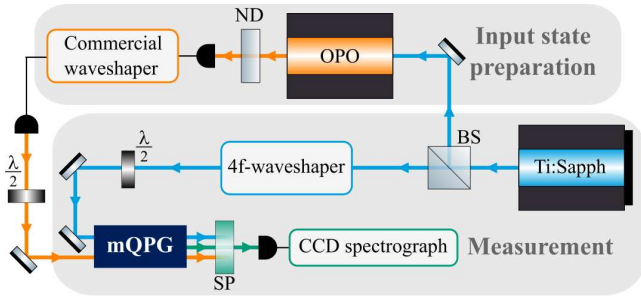 ND
Commercial
waveshaper
OPO
Input state
preparation
λ/2
λ/2
4f-waveshaper
BS
Ti:Sapph
mQPG
SP
CCD spectrograph
Measurement